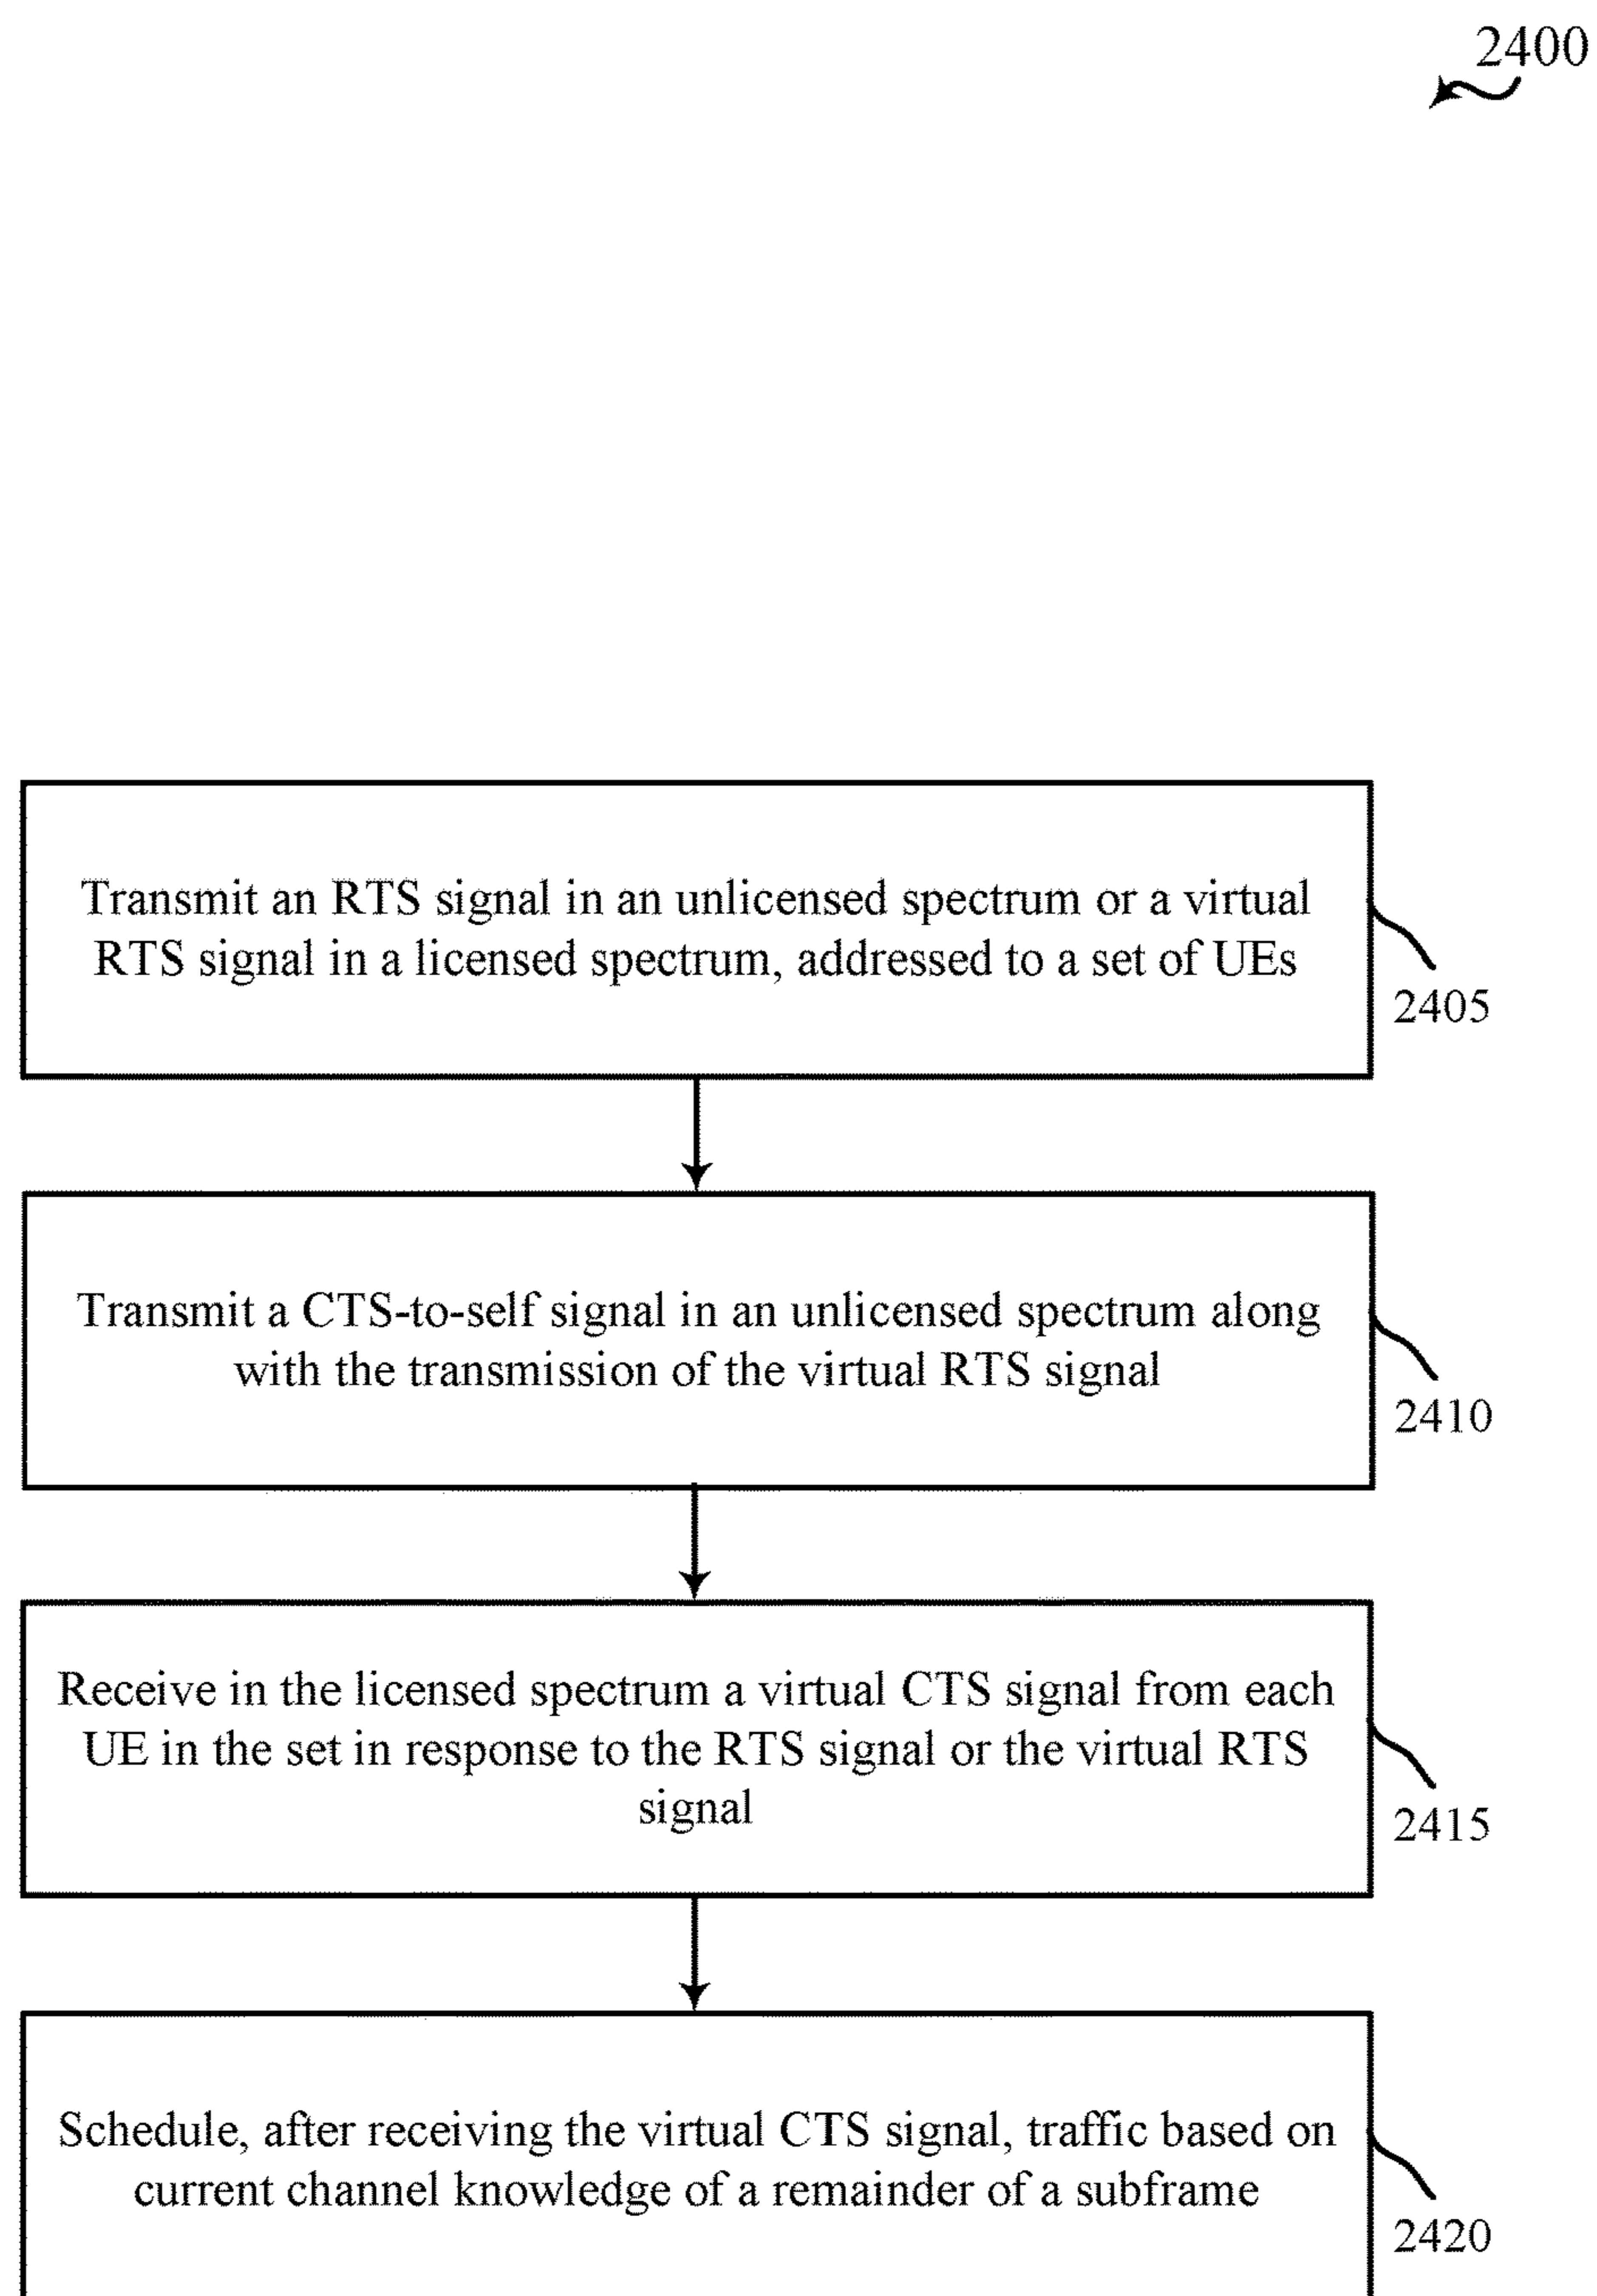 2400
Transmit an RTS signal in an unlicensed spectrum or a virtual
RTS signal in a licensed spectrum, addressed to a set of UEs
2405
Transmit a CTS-to-self signal in an unlicensed spectrum along
with the transmission of the virtual RTS signal
2410
Receive in the licensed spectrum a virtual CTS signal from each
UE in the set in response to the RTS signal or the virtual RTS
signal
2415
Schedule, after receiving the virtual CTS signal, traffic based on
current channel knowledge of a remainder of a subframe
2420